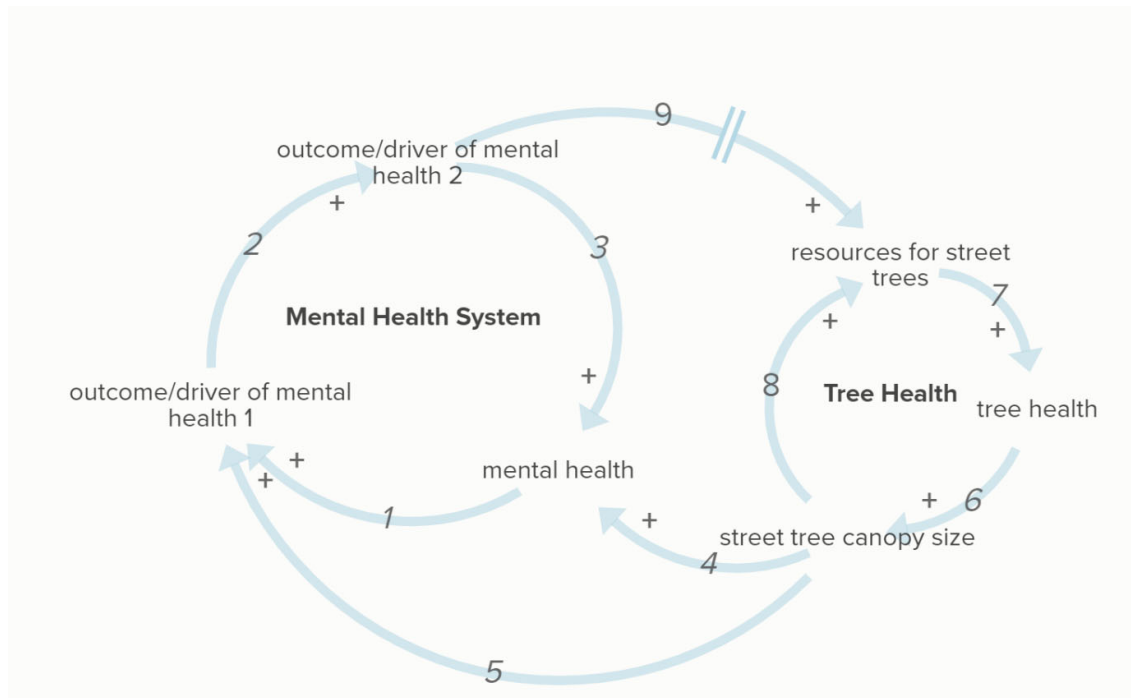 9
outcome/driver of mental
health 2
+
+
2
3
resources for street
trees
7
Mental Health System
+
+
+
8
outcome/driver of mental
health 1
Tree Health
tree health
+
+
mental health
1
+
+
6
street tree canopy size
4
5